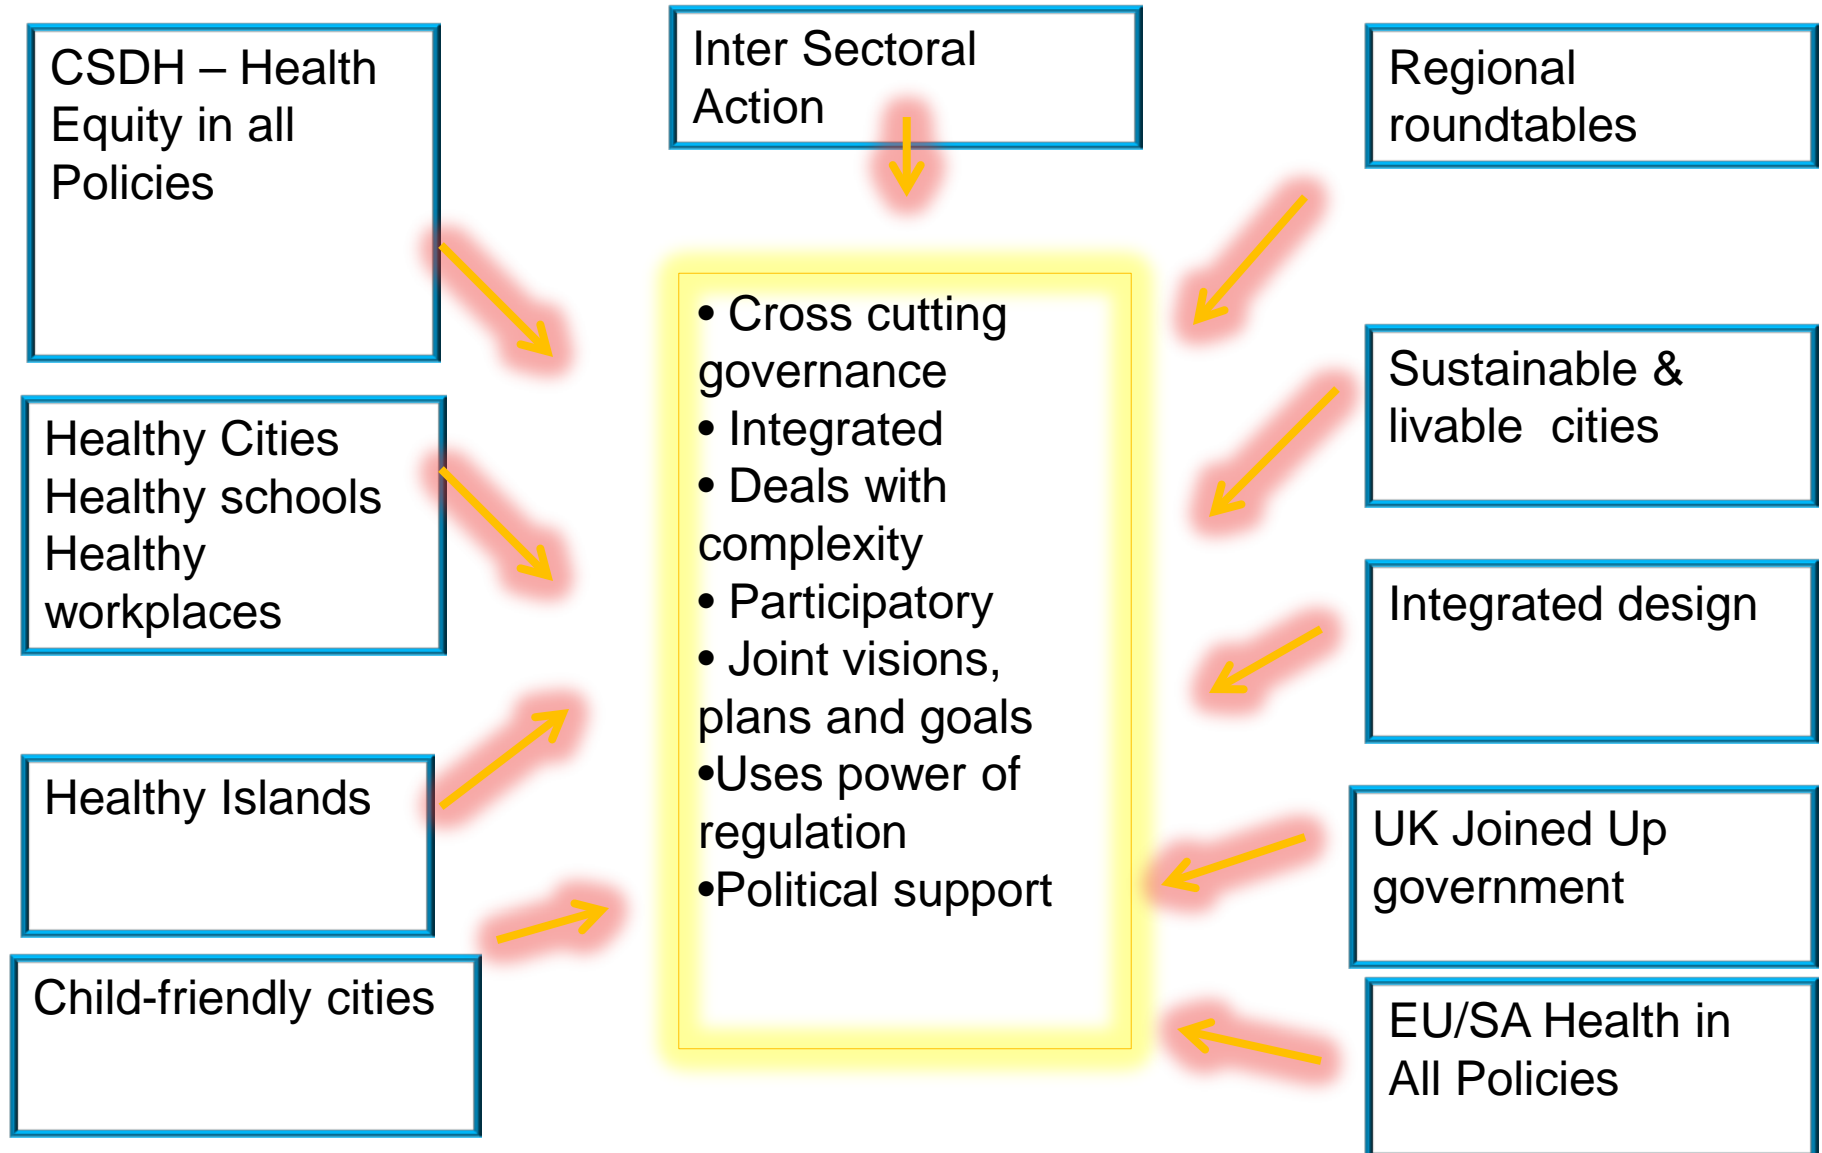 CSDH – Health
Equity in all
Policies
Inter Sectoral
Action
Regional
roundtables
Healthy Cities
Healthy schools
Healthy
workplaces
Healthy Islands
Child-friendly cities
• Cross cutting
governance
• Integrated
• Deals with
complexity
• Participatory
• Joint visions,
plans and goals
•Uses power of
regulation
•Political support
Sustainable &
livable cities
Integrated design
UK Joined Up
government
EU/SA Health in
All Policies